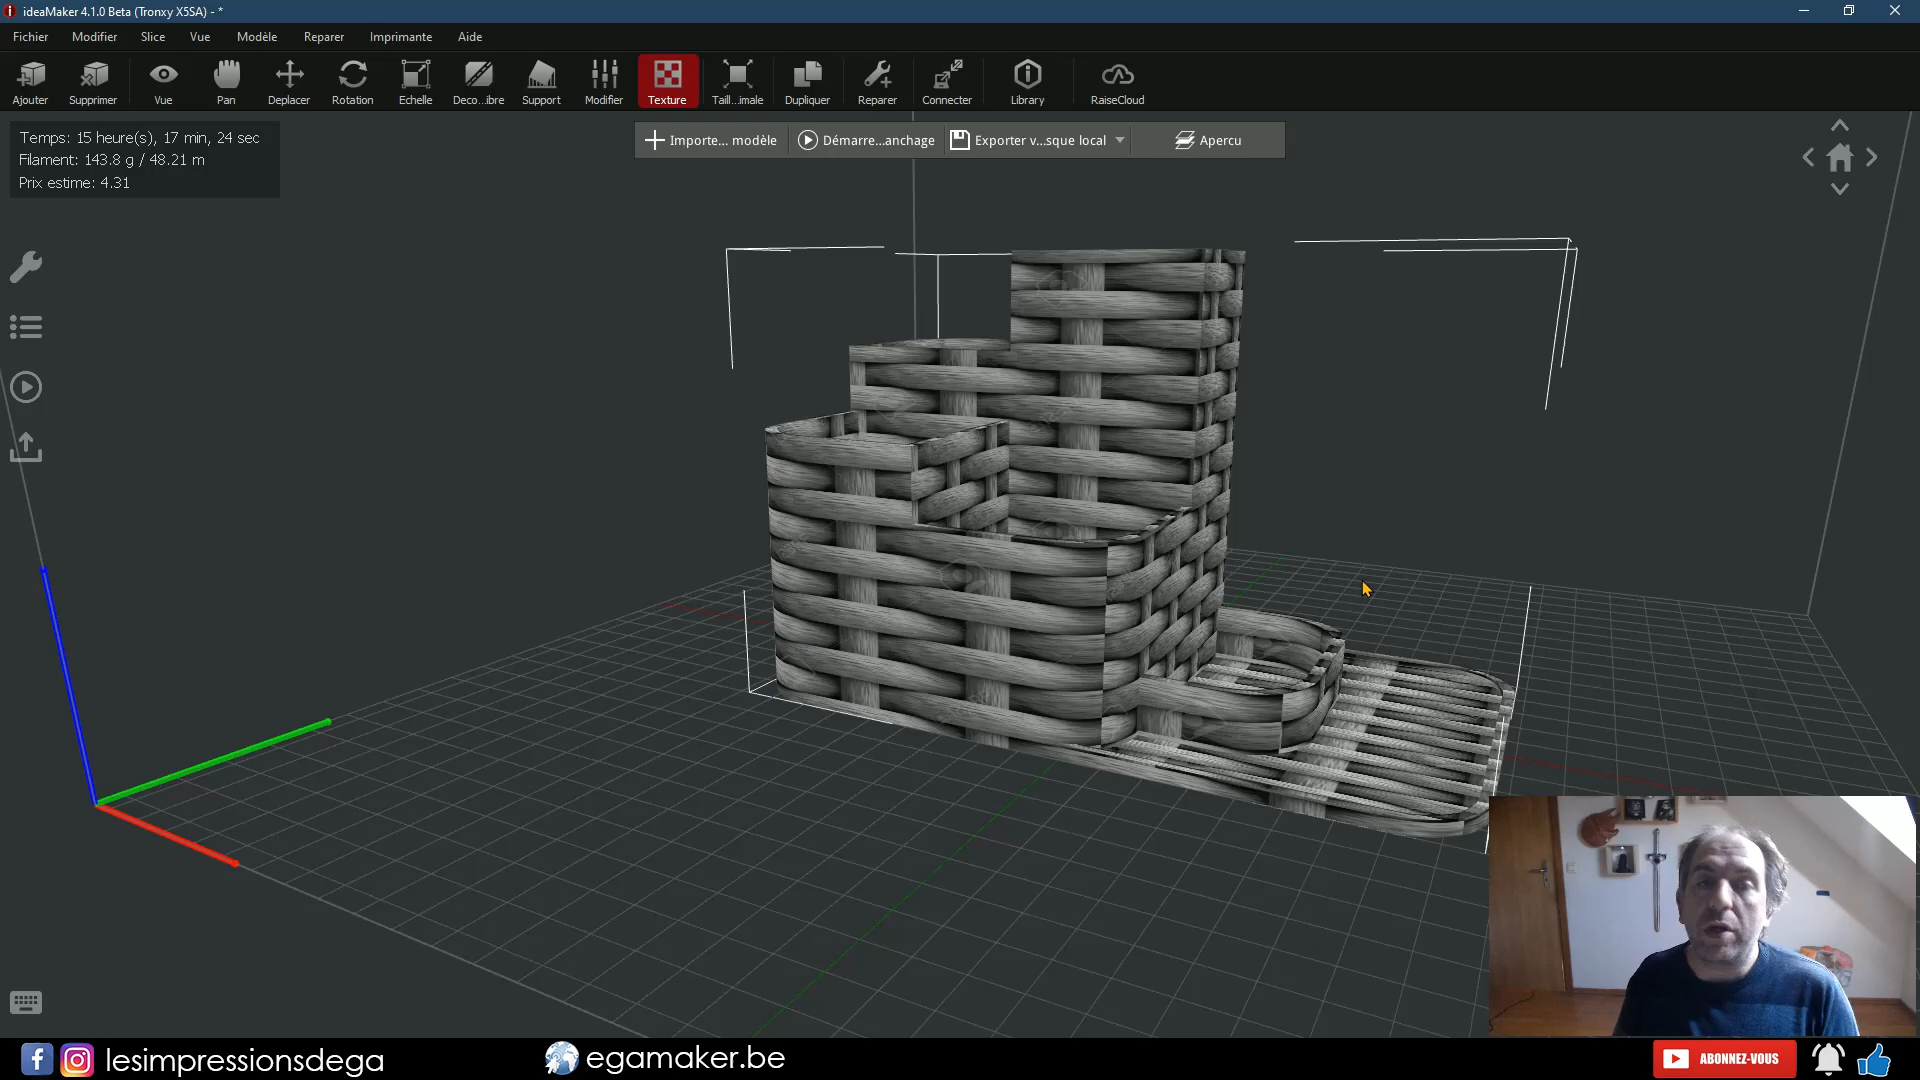 ideaMaker 4.1.0 Beta (Tronxy X5SA) - *
Fichier Modifier Slice Vue Modèle Reparer Imprimante Aide
Ajouter Supprimer Vue Pan Deplacer Rotation Echelle Deco...ibre Support Modifier Texture Taill...imale Dupliquer Reparer Connecter Library RaiseCloud
Importe... modèle Démarre...anchage Exporter v...sque local Aperçu
Temps: 15 heure(s), 17 min, 24 sec
Filament: 143.8 g / 48.21 m
Prix estime: 4.31
lesimpressionsdega egamaker.be ABONNEZ-VOUS